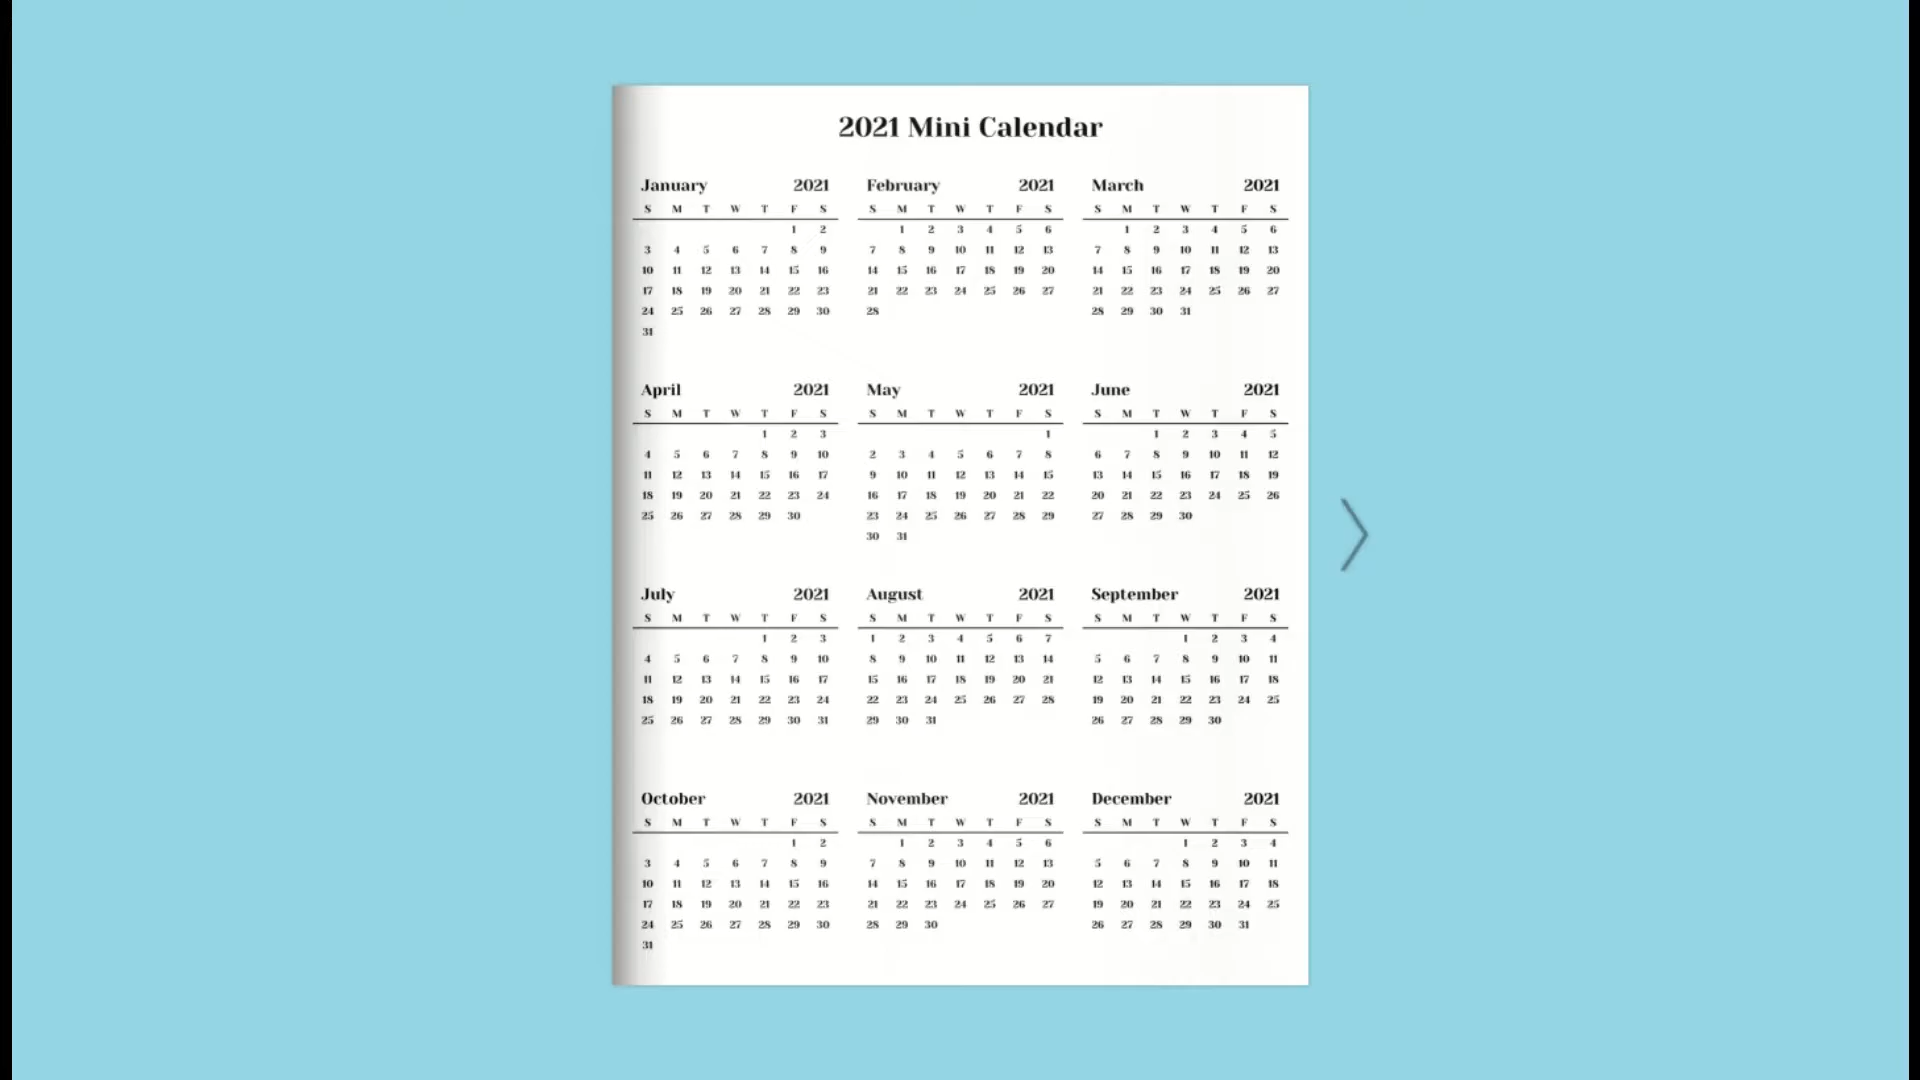 2021 Mini Calendar
January 2021 February 2021 March 2021
S M T W T F S S M T W T F S S M T W T F S
1 2 1 2 3 4 5 6 1 2 3 4 5 6
3 4 5 6 7 8 9 7 8 9 10 11 12 13 7 8 9 10 11 12 13
10 11 12 13 14 15 16 14 15 16 17 18 19 20 14 15 16 17 18 19 20
17 18 19 20 21 22 23 21 22 23 24 25 26 27 21 22 23 24 25 26 27
24 25 26 27 28 29 30 28 28 29 30 31
31
April 2021 May 2021 June 2021
S M T W T F S S M T W T F S S M T W T F S
1 2 3 1 1 2 3 4 5
4 5 6 7 8 9 10 2 3 4 5 6 7 8 6 7 8 9 10 11 12
11 12 13 14 15 16 17 9 10 11 12 13 14 15 13 14 15 16 17 18 19
18 19 20 21 22 23 24 16 17 18 19 20 21 22 20 21 22 23 24 25 26
25 26 27 28 29 30 23 24 25 26 27 28 29 27 28 29 30
30 31
July 2021 August 2021 September 2021
S M T W T F S S M T W T F S S M T W T F S
1 2 3 1 2 3 4 5 6 7 1 2 3 4
4 5 6 7 8 9 10 8 9 10 11 12 13 14 5 6 7 8 9 10 11
11 12 13 14 15 16 17 15 16 17 18 19 20 21 12 13 14 15 16 17 18
18 19 20 21 22 23 24 22 23 24 25 26 27 28 19 20 21 22 23 24 25
25 26 27 28 29 30 31 29 30 31 26 27 28 29 30
October 2021 November 2021 December 2021
S M T W T F S S M T W T F S S M T W T F S
1 2 1 2 3 4 5 6 1 2 3 4
3 4 5 6 7 8 9 7 8 9 10 11 12 13 5 6 7 8 9 10 11
10 11 12 13 14 15 16 14 15 16 17 18 19 20 12 13 14 15 16 17 18
17 18 19 20 21 22 23 21 22 23 24 25 26 27 19 20 21 22 23 24 25
24 25 26 27 28 29 30 28 29 30 26 27 28 29 30 31
31